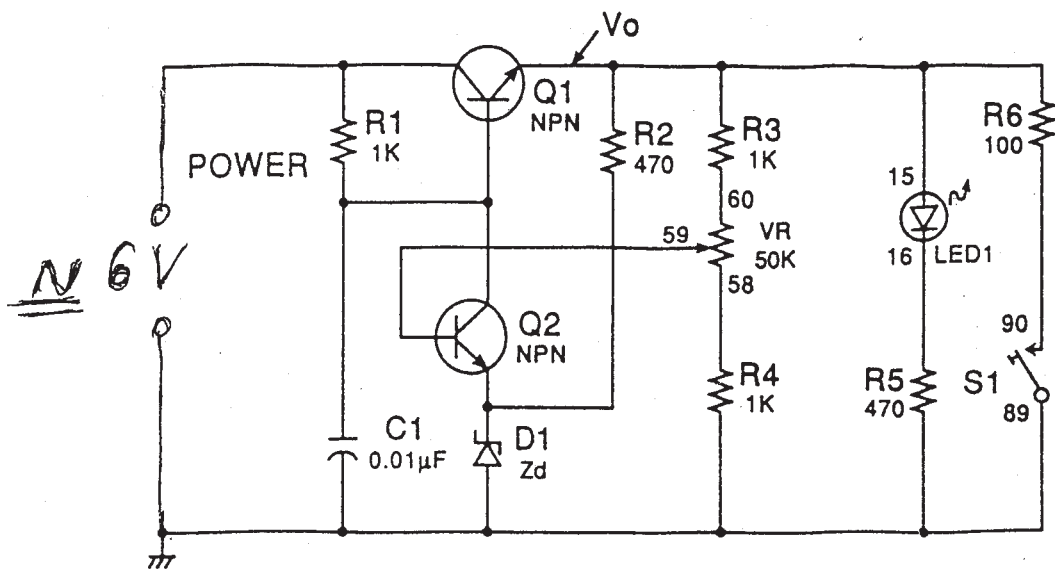 Vo
Q1
NPN
R1
1K
R2
470
R3
1K
R6
100
POWER
60
15
59
VR
50K
58
16
LED1
N 6V
Q2
NPN
90
S1
89
R4
1K
R5
470
C1
0.01µF
D1
Zd